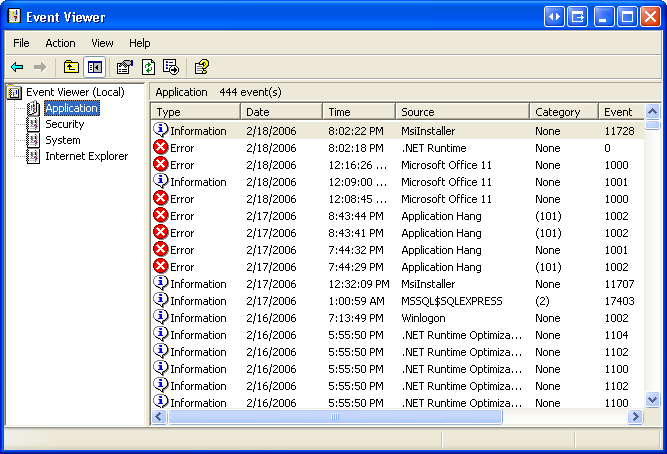 Event Viewer
File Action View Help
Event Viewer (Local)
Application
Security
System
Internet Explorer
Application 444 event(s)
Type Date Time Source Category Event
Information 2/18/2006 8:02:22 PM MsiInstaller None 11728
Error 2/18/2006 8:02:18 PM .NET Runtime None 0
Error 2/18/2006 12:16:26 ... Microsoft Office 11 None 1000
Information 2/18/2006 12:09:00 ... Microsoft Office 11 None 1001
Error 2/18/2006 12:08:45 ... Microsoft Office 11 None 1000
Error 2/17/2006 8:43:44 PM Application Hang (101) 1002
Error 2/17/2006 8:43:41 PM Application Hang (101) 1002
Error 2/17/2006 7:44:32 PM Application Hang None 1001
Error 2/17/2006 7:44:29 PM Application Hang (101) 1002
Information 2/17/2006 12:32:09 PM MsiInstaller None 11707
Information 2/17/2006 1:00:59 AM MSSQL$SQLEXPRESS (2) 17403
Information 2/16/2006 7:13:49 PM Winlogon None 1002
Information 2/16/2006 5:55:50 PM .NET Runtime Optimiza... None 1104
Information 2/16/2006 5:55:50 PM .NET Runtime Optimiza... None 1102
Information 2/16/2006 5:55:50 PM .NET Runtime Optimiza... None 1100
Information 2/16/2006 5:55:50 PM .NET Runtime Optimiza... None 1102
Information 2/16/2006 5:55:50 PM .NET Runtime Optimiza... None 1100